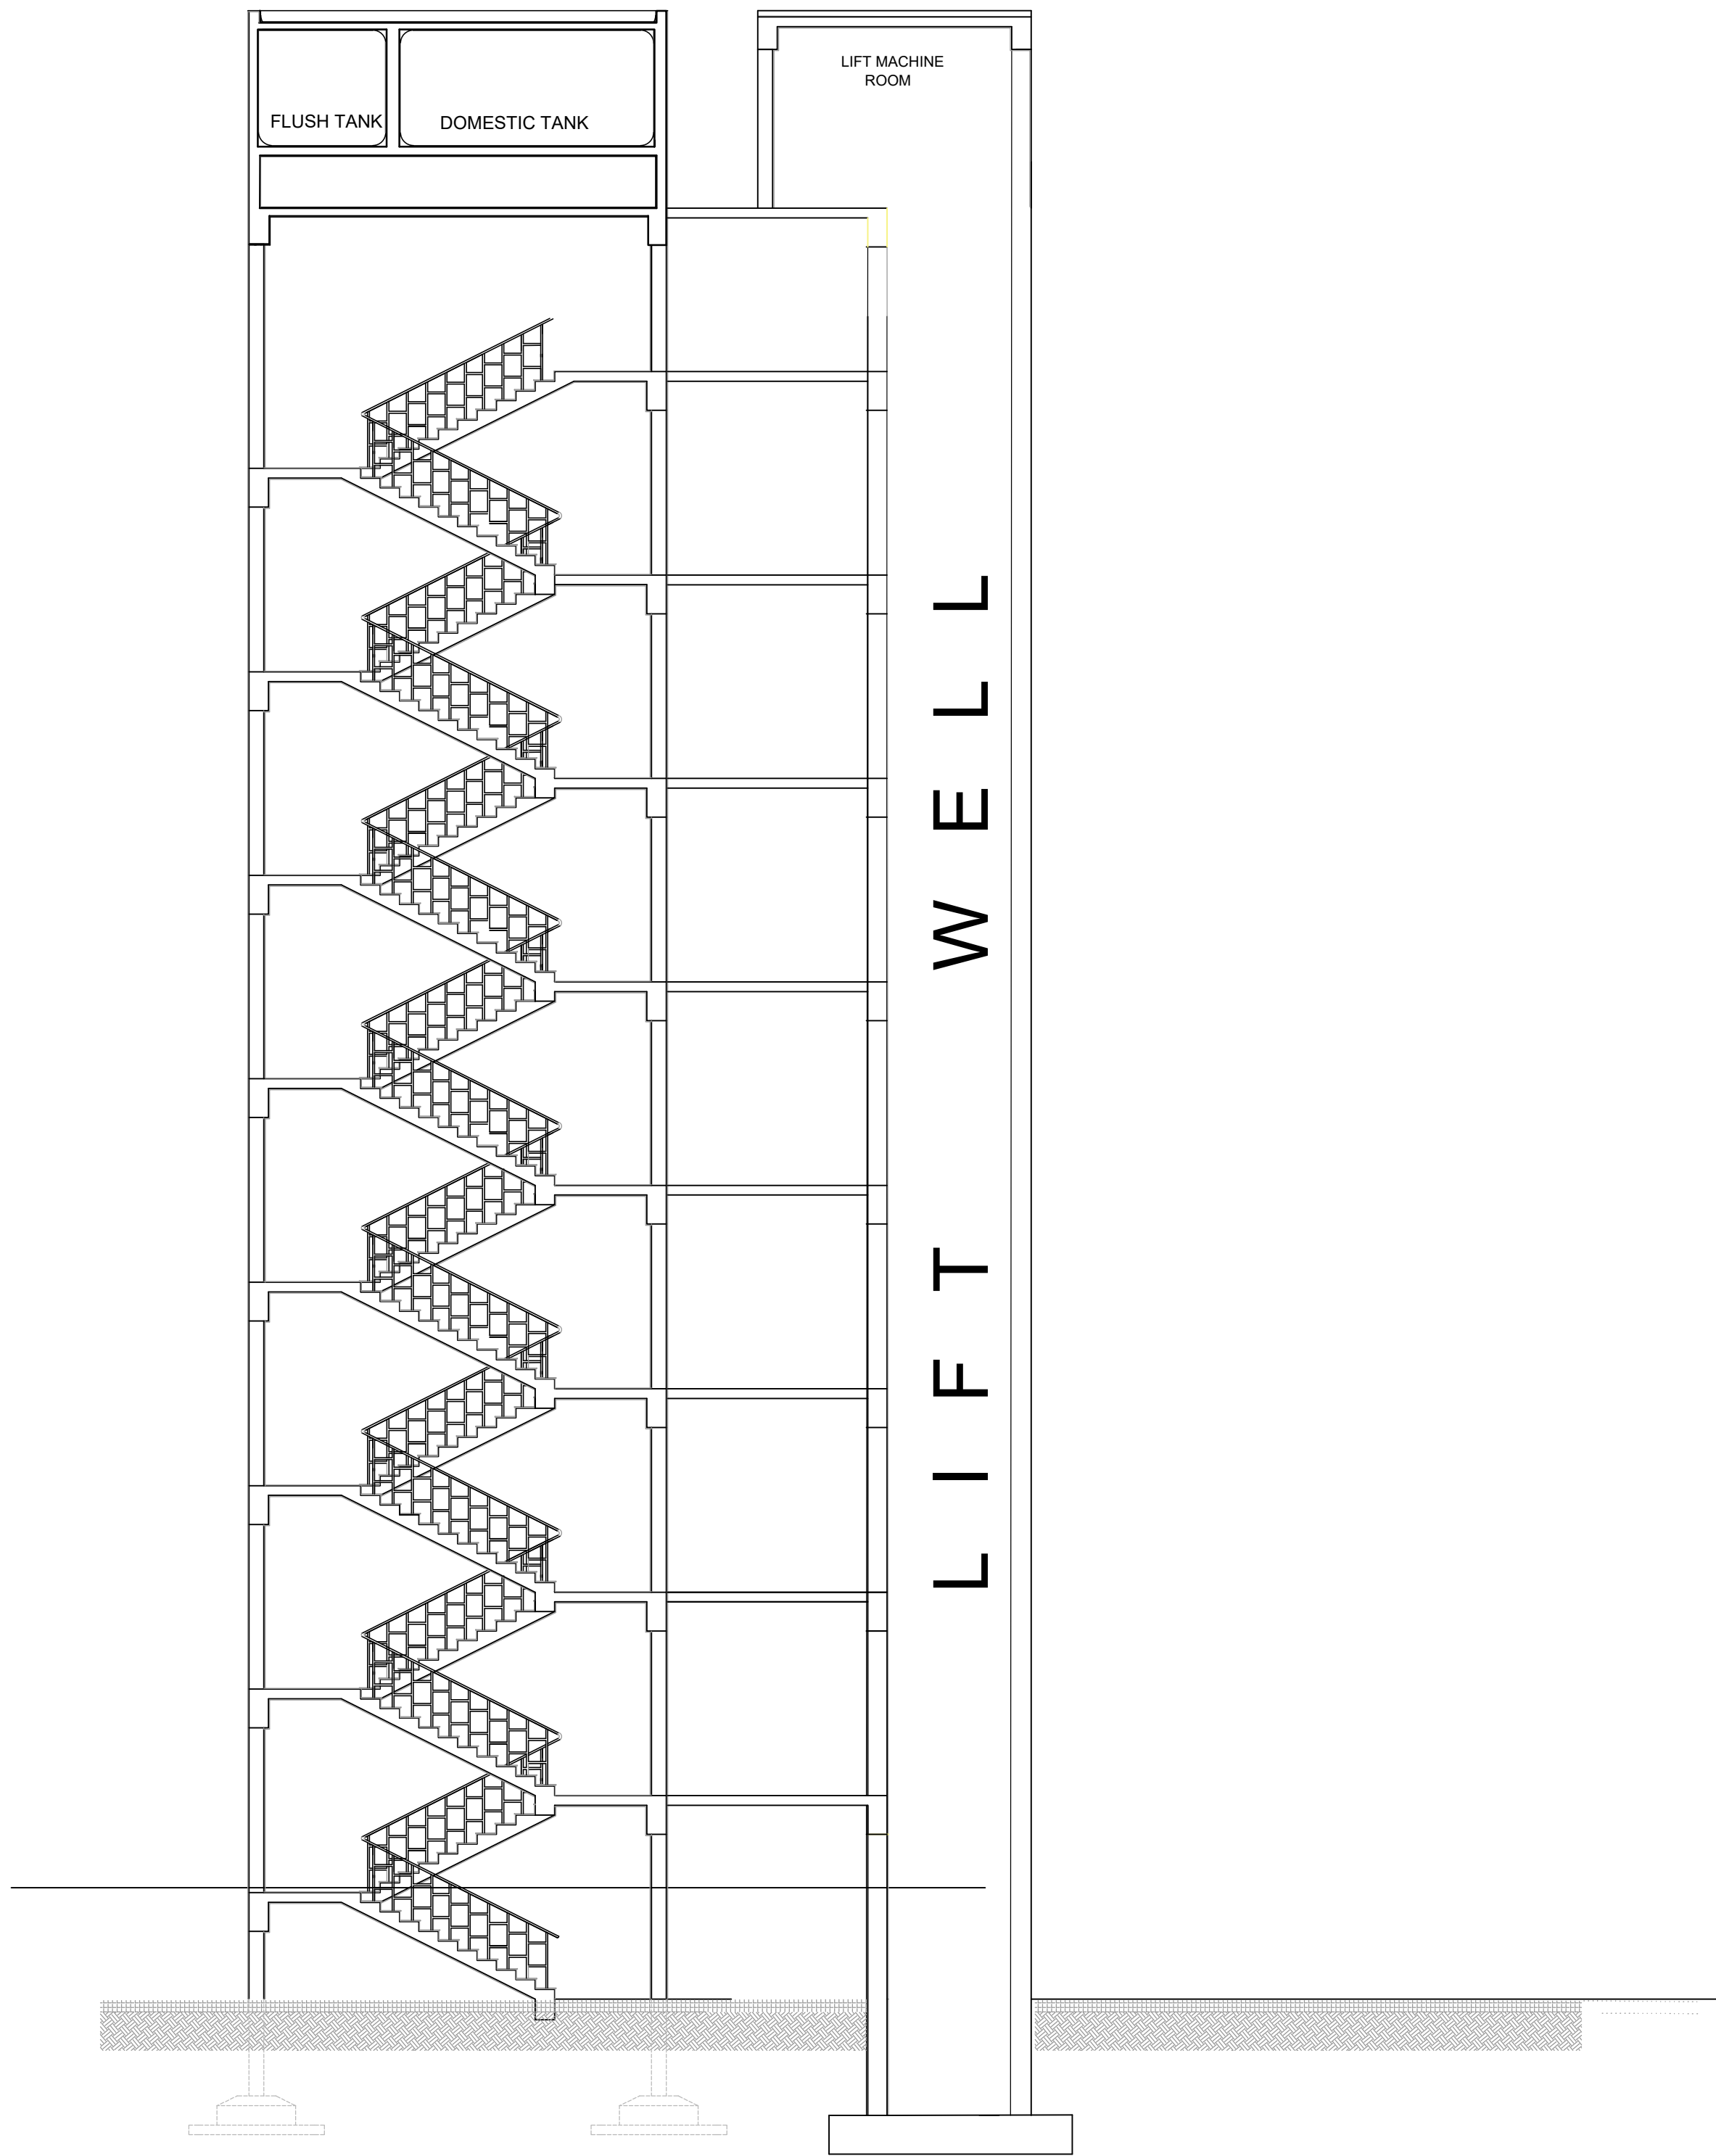 LIFT MACHINE
ROOM
FLUSH TANK
DOMESTIC TANK
LIFT WELL